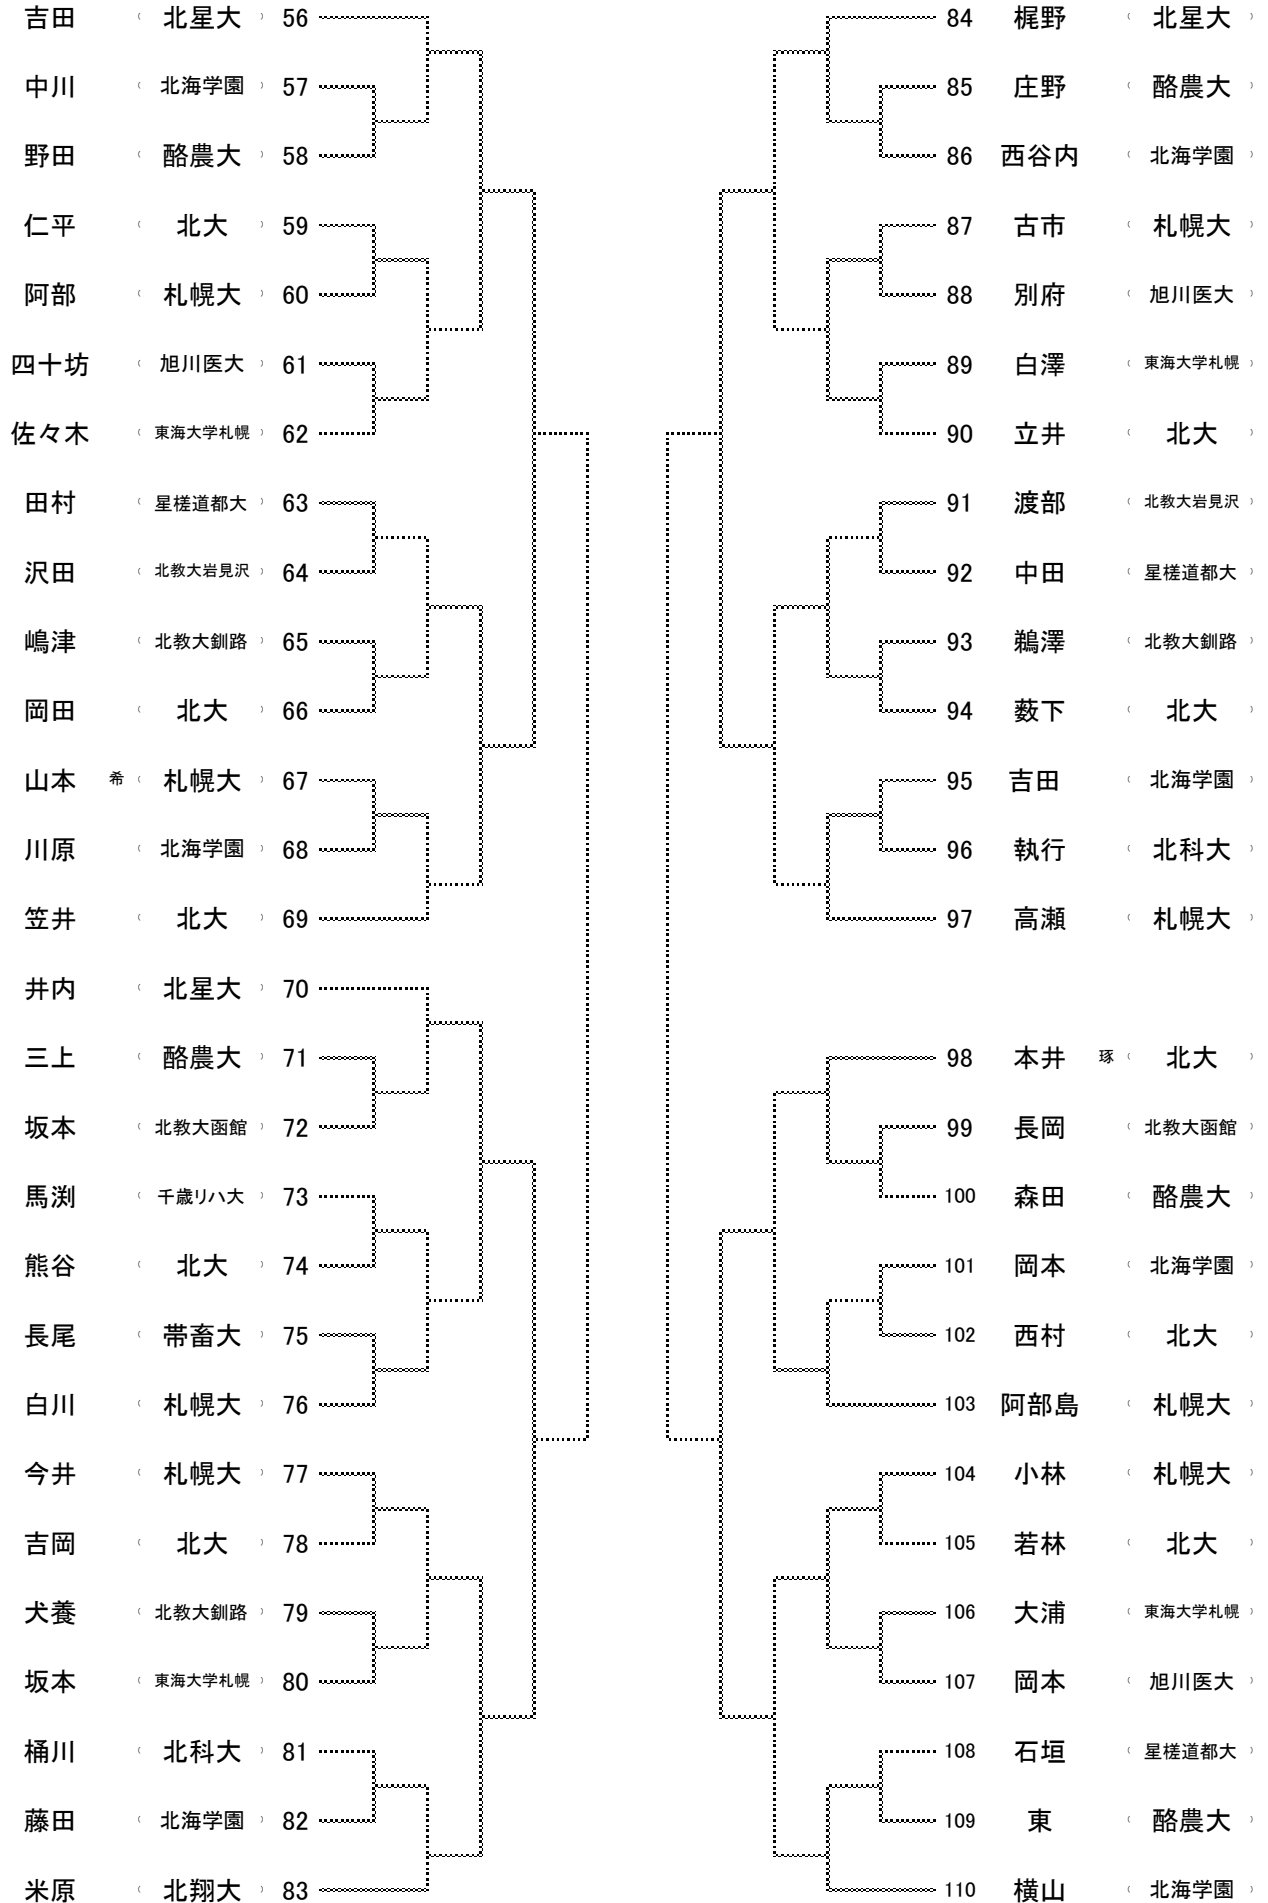 吉田 （ 北星大 ） 56
中川 （ 北海学園 ） 57
野田 （ 酪農大 ） 58
仁平 （ 北大 ） 59
阿部 （ 札幌大 ） 60
四十坊 （ 旭川医大 ） 61
佐々木 （ 東海大学札幌 ） 62
田村 （ 星槎道都大 ） 63
沢田 （ 北教大岩見沢 ） 64
嶋津 （ 北教大釧路 ） 65
岡田 （ 北大 ） 66
山本 希 （ 札幌大 ） 67
川原 （ 北海学園 ） 68
笠井 （ 北大 ） 69
井内 （ 北星大 ） 70
三上 （ 酪農大 ） 71
坂本 （ 北教大函館 ） 72
馬渕 （ 千歳リハ大 ） 73
熊谷 （ 北大 ） 74
長尾 （ 帯畜大 ） 75
白川 （ 札幌大 ） 76
今井 （ 札幌大 ） 77
吉岡 （ 北大 ） 78
犬養 （ 北教大釧路 ） 79
坂本 （ 東海大学札幌 ） 80
桶川 （ 北科大 ） 81
藤田 （ 北海学園 ） 82
米原 （ 北翔大 ） 83
84 梶野 （ 北星大 ）
85 庄野 （ 酪農大 ）
86 西谷内 （ 北海学園 ）
87 古市 （ 札幌大 ）
88 別府 （ 旭川医大 ）
89 白澤 （ 東海大学札幌 ）
90 立井 （ 北大 ）
91 渡部 （ 北教大岩見沢 ）
92 中田 （ 星槎道都大 ）
93 鵜澤 （ 北教大釧路 ）
94 薮下 （ 北大 ）
95 吉田 （ 北海学園 ）
96 執行 （ 北科大 ）
97 高瀬 （ 札幌大 ）
98 本井 琢 （ 北大 ）
99 長岡 （ 北教大函館 ）
100 森田 （ 酪農大 ）
101 岡本 （ 北海学園 ）
102 西村 （ 北大 ）
103 阿部島 （ 札幌大 ）
104 小林 （ 札幌大 ）
105 若林 （ 北大 ）
106 大浦 （ 東海大学札幌 ）
107 岡本 （ 旭川医大 ）
108 石垣 （ 星槎道都大 ）
109 東 （ 酪農大 ）
110 横山 （ 北海学園 ）